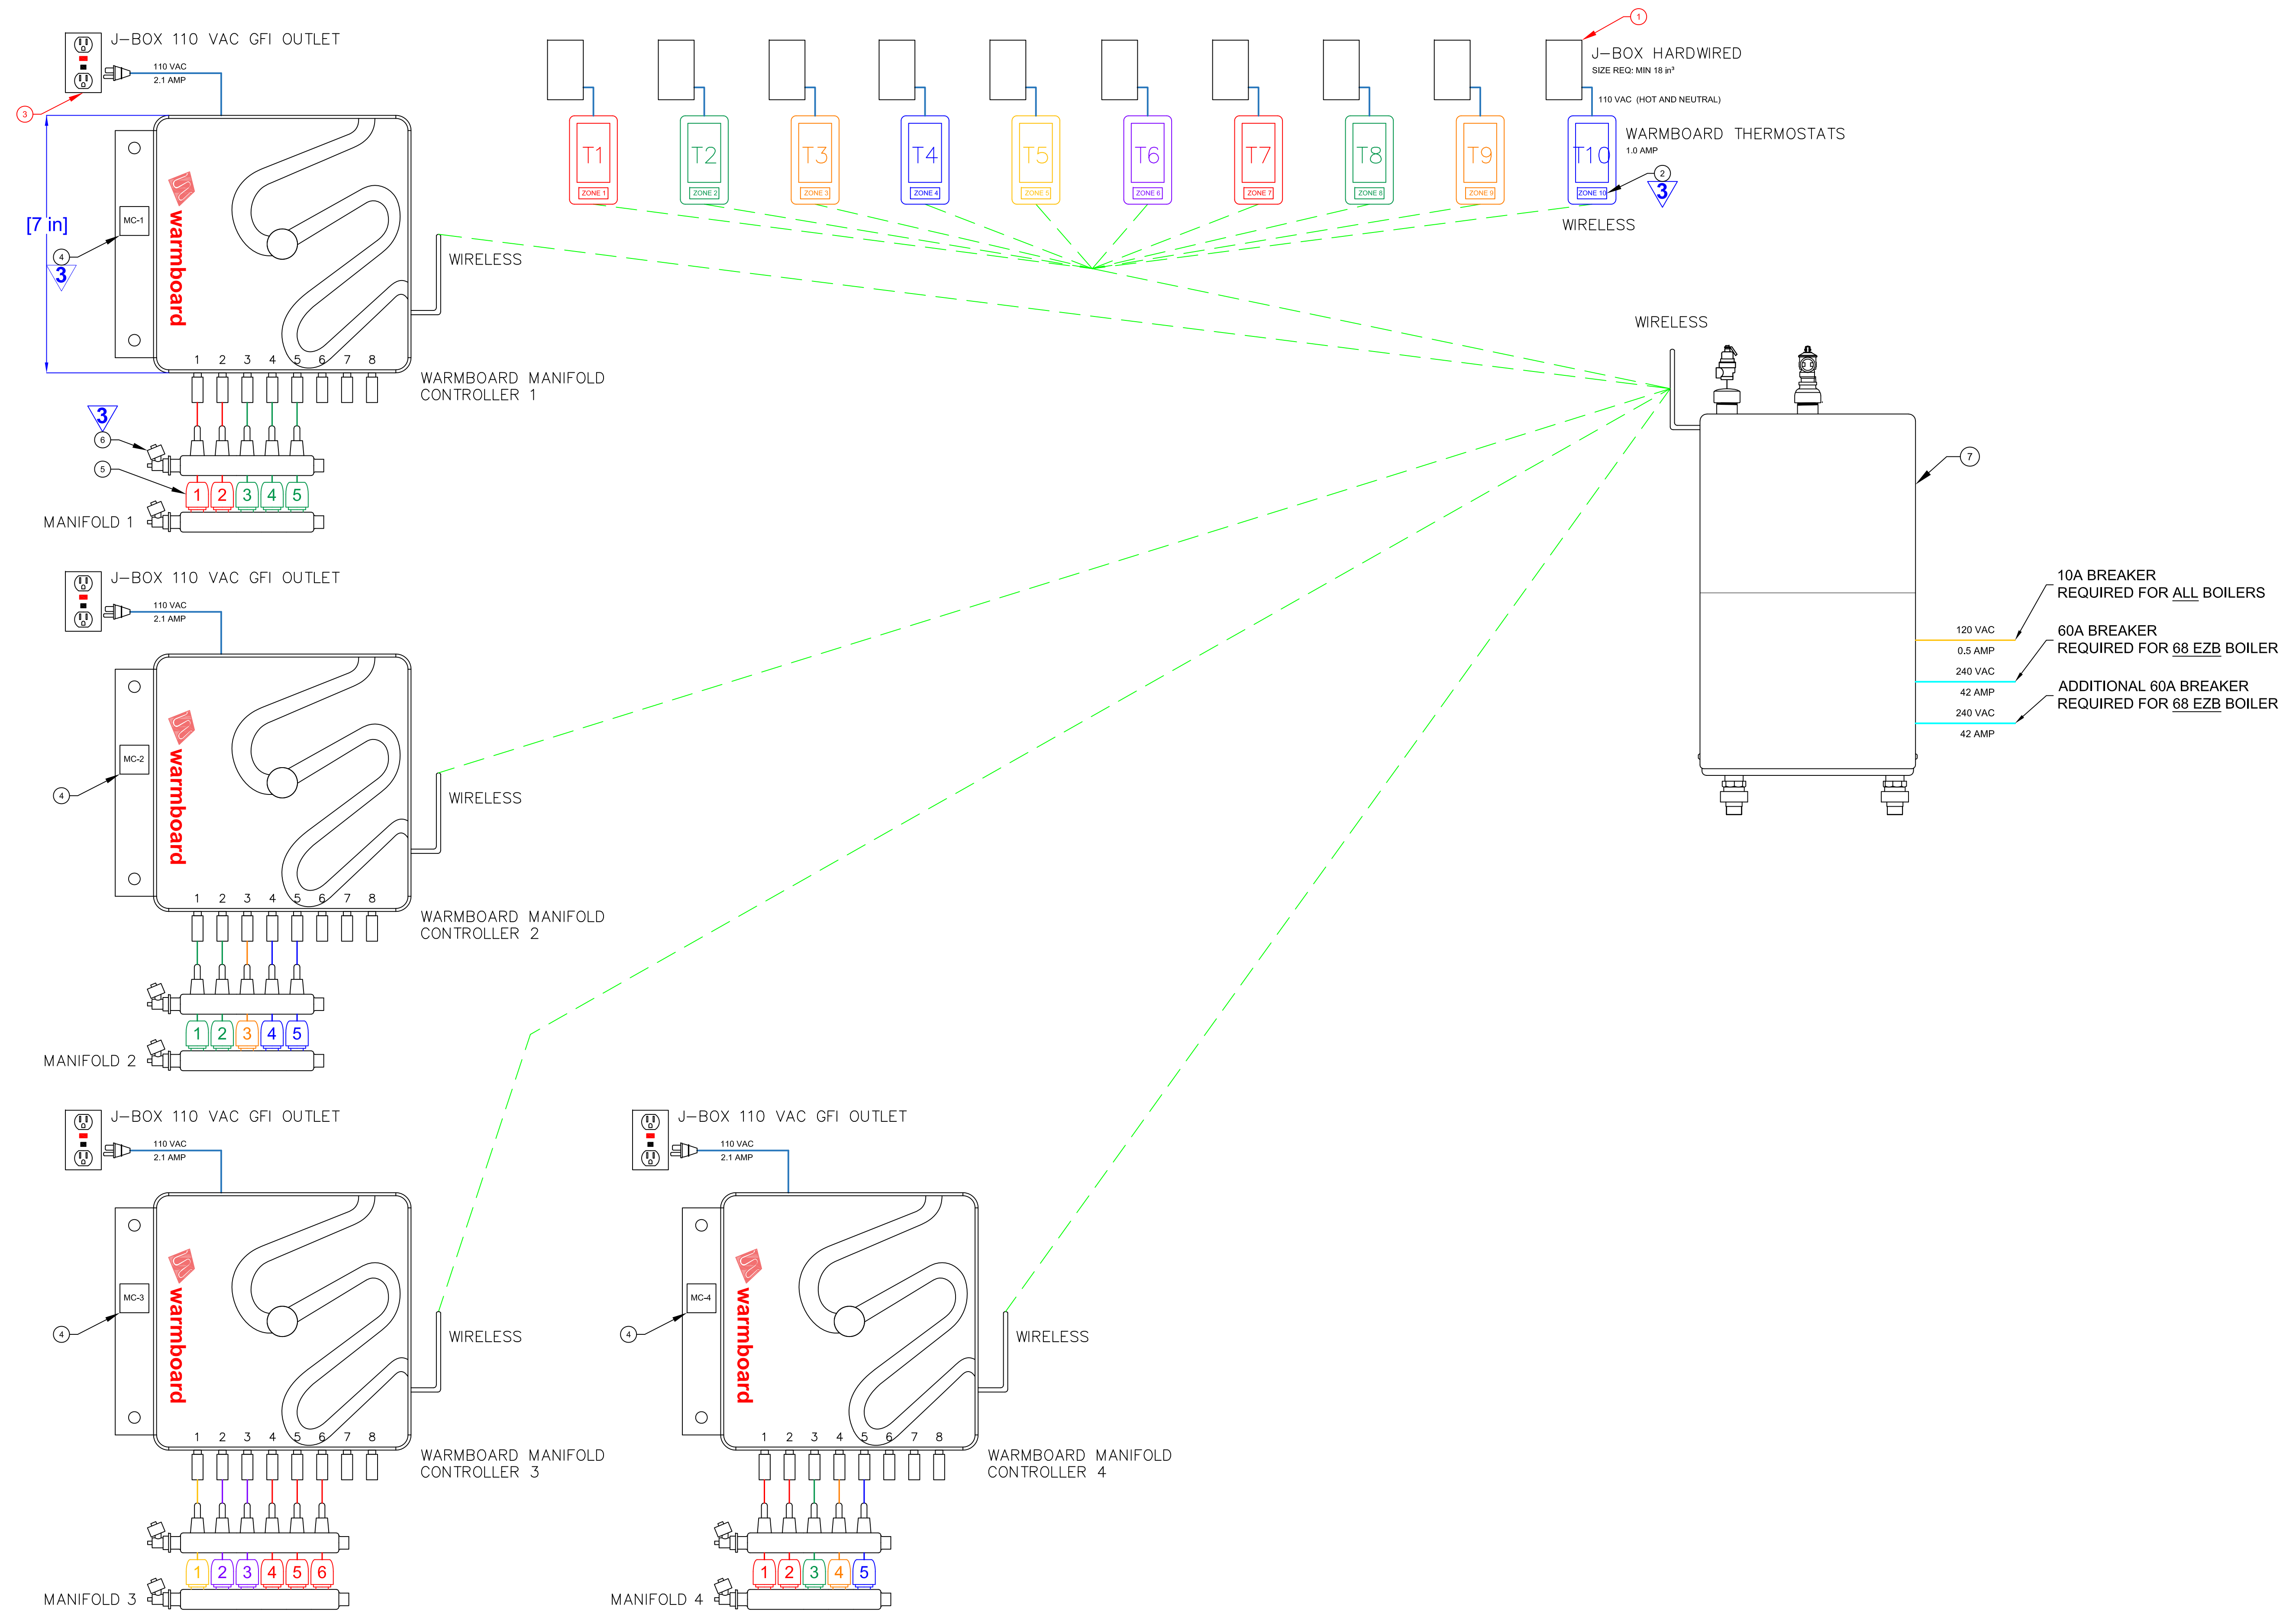 1
J-BOX 110 VAC GFI OUTLET
J-BOX HARDWIRED
SIZE REQ: MIN 18 in³
110 VAC
2.1 AMP
110 VAC (HOT AND NEUTRAL)
3
T1
T2
T3
T4
T5
T6
T7
T8
T9
T10
WARMBOARD THERMOSTATS
1.0 AMP
ZONE 1
ZONE 2
ZONE 3
ZONE 4
ZONE 5
ZONE 6
ZONE 7
ZONE 8
ZONE 9
ZONE 10
2
3
WIRELESS
[7 in]
MC-1
warmboard
4
3
WIRELESS
1 2 3 4 5 6 7 8
WARMBOARD MANIFOLD
CONTROLLER 1
3
6
5
1 2 3 4 5
MANIFOLD 1
WIRELESS
7
10A BREAKER
REQUIRED FOR ALL BOILERS
120 VAC
0.5 AMP
60A BREAKER
REQUIRED FOR 68 EZB BOILER
240 VAC
42 AMP
ADDITIONAL 60A BREAKER
REQUIRED FOR 68 EZB BOILER
240 VAC
42 AMP
J-BOX 110 VAC GFI OUTLET
110 VAC
2.1 AMP
MC-2
warmboard
4
WIRELESS
1 2 3 4 5 6 7 8
WARMBOARD MANIFOLD
CONTROLLER 2
1 2 3 4 5
MANIFOLD 2
J-BOX 110 VAC GFI OUTLET
110 VAC
2.1 AMP
MC-3
warmboard
4
WIRELESS
1 2 3 4 5 6 7 8
WARMBOARD MANIFOLD
CONTROLLER 3
1 2 3 4 5 6
MANIFOLD 3
J-BOX 110 VAC GFI OUTLET
110 VAC
2.1 AMP
MC-4
warmboard
4
WIRELESS
1 2 3 4 5 6 7 8
WARMBOARD MANIFOLD
CONTROLLER 4
1 2 3 4 5
MANIFOLD 4